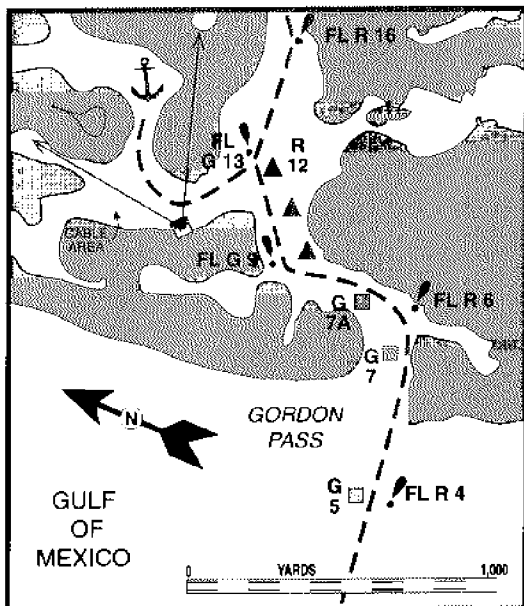 FL R 16
FL
G 13
R
12
CABLE
AREA
FL G 9
G
7A
FL R 6
G
7
N
GORDON
PASS
G
5
FL R 4
GULF
OF
MEXICO
0 YARDS 1,000